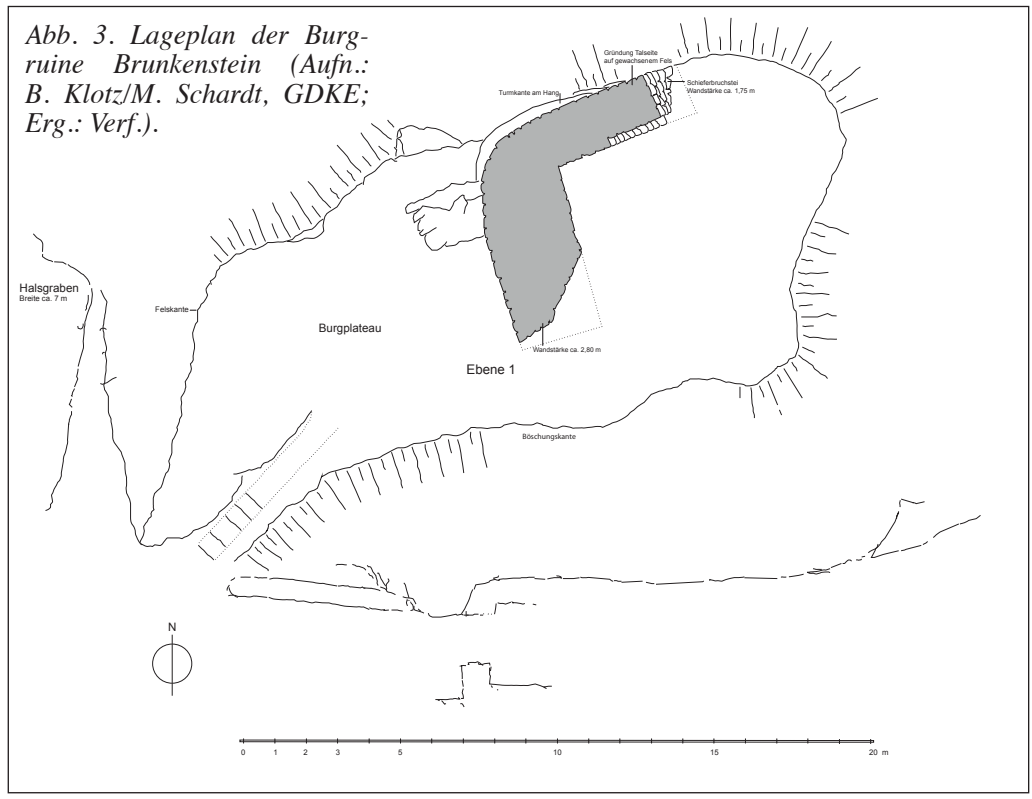 Abb. 3. Lageplan der Burg-
ruine Brunkenstein (Aufn.:
B. Klotz/M. Schardt, GDKE;
Erg.: Verf.).
Gründung Talseite
auf gewachsenem Fels
Turmkante am Hang
Schieferbruchstei
Wandstärke ca. 1,75 m
Halsgraben
Breite ca. 7 m
Felskante
Burgplateau
Wandstärke ca. 2,80 m
Ebene 1
Böschungskante
N
0 1 2 3 5 10 15 20 m